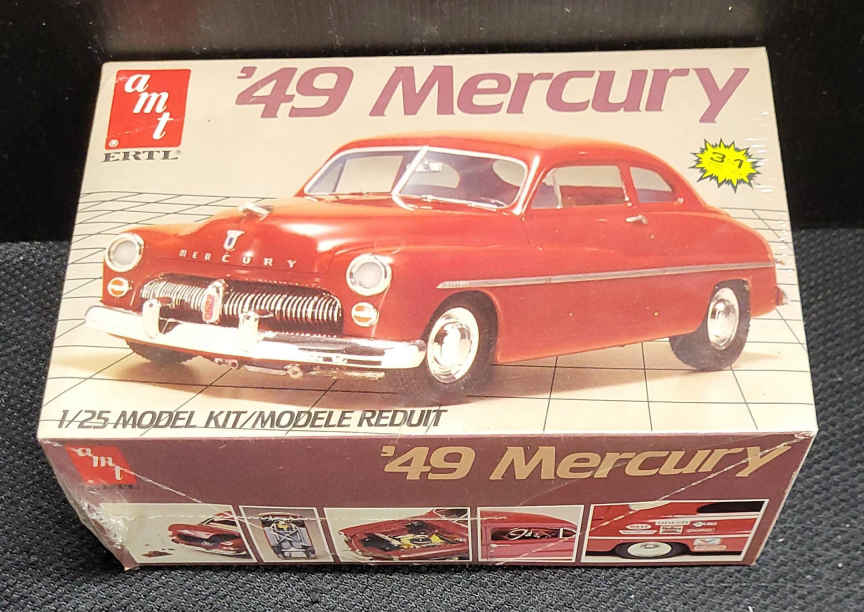 amt
®
ERTL®
'49 Mercury
3 in 1
MERCURY
1/25 MODEL KIT/MODELE REDUIT
amt
'49 Mercury